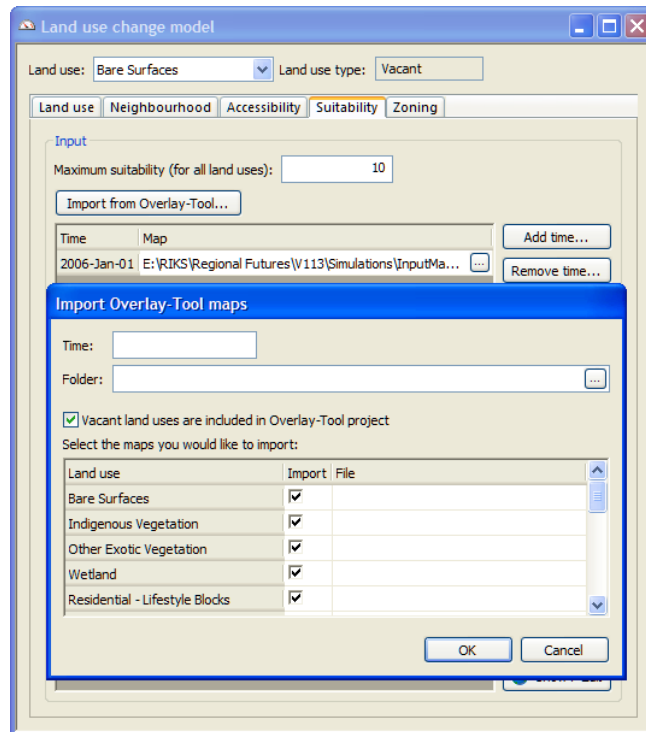 Land use change model
Land use: Bare Surfaces Land use type: Vacant
Land use Neighbourhood Accessibility Suitability Zoning
Input
Maximum suitability (for all land uses): 10
Import from Overlay-Tool...
Time Map Add time...
2006-Jan-01 E:\RIKS\Regional Futures\V113\Simulations\InputMa... ... Remove time...
Import Overlay-Tool maps
Time:
Folder: ...
Vacant land uses are included in Overlay-Tool project
Select the maps you would like to import:
Land use Import File
Bare Surfaces
Indigenous Vegetation
Other Exotic Vegetation
Wetland
Residential - Lifestyle Blocks
OK Cancel